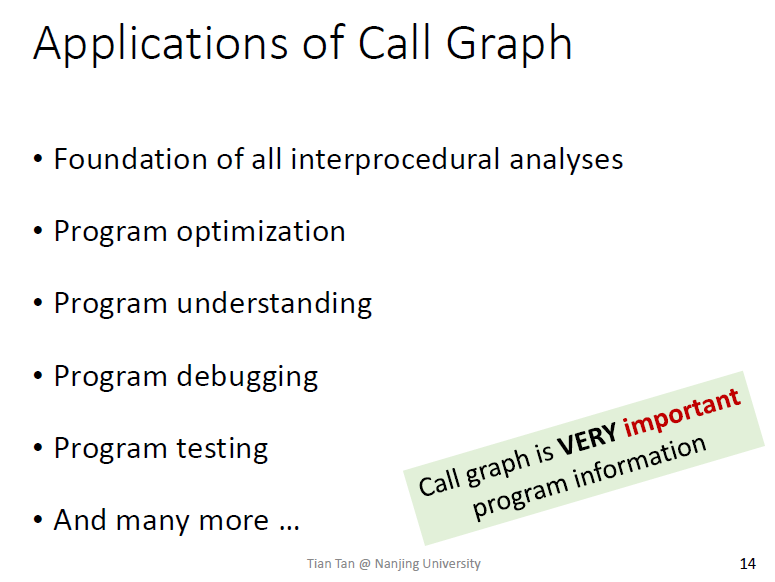 Applications of Call Graph
• Foundation of all interprocedural analyses
• Program optimization
• Program understanding
• Program debugging
• Program testing
• And many more …
Call graph is VERY important
program information
Tian Tan @ Nanjing University
14